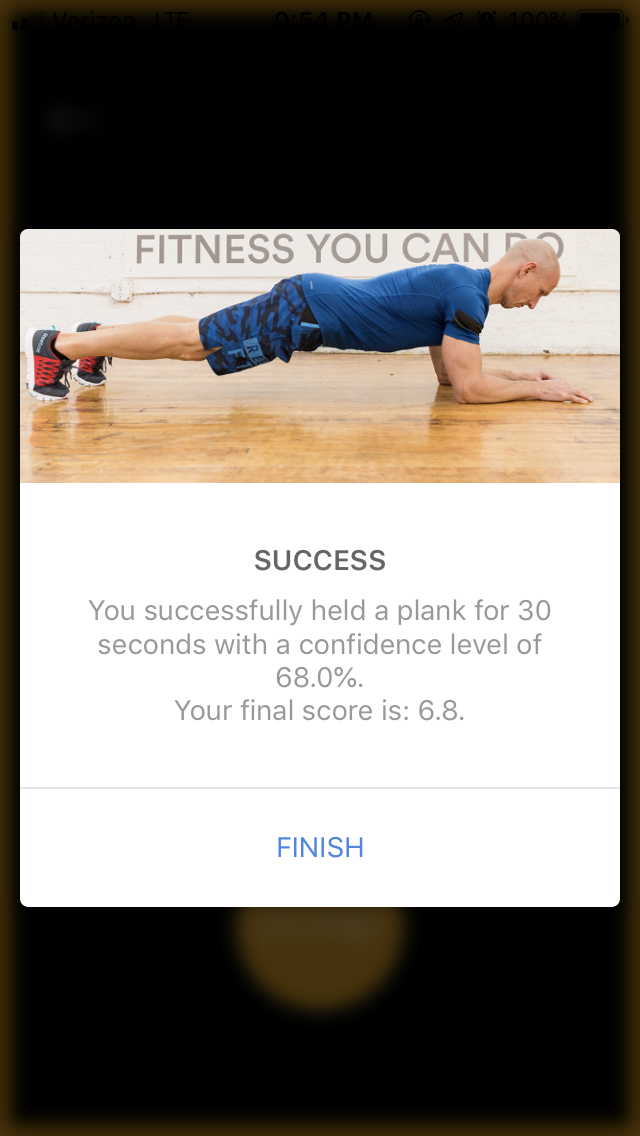 Verizon LTE 9:54 PM 100%
FITNESS YOU CAN DO
SUCCESS
You successfully held a plank for 30
seconds with a confidence level of
68.0%.
Your final score is: 6.8.
FINISH